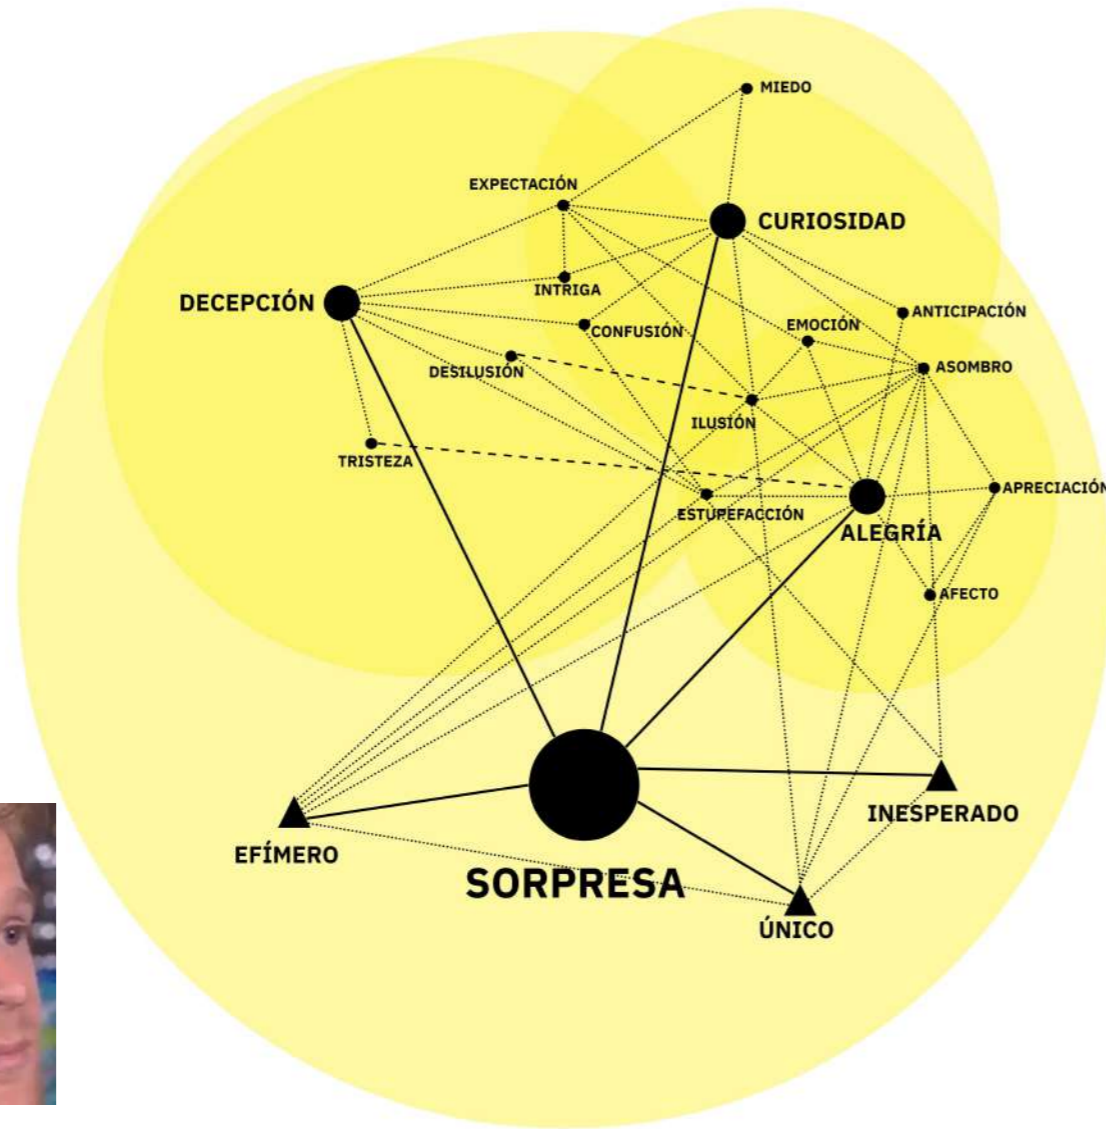 MIEDO
EXPECTACIÓN
CURIOSIDAD
INTRIGA
DECEPCIÓN
ANTICIPACIÓN
EMOCIÓN
CONFUSIÓN
ASOMBRO
DESILUSIÓN
ILUSIÓN
TRISTEZA
APRECIACIÓN
ESTUPEFACCIÓN
ALEGRÍA
AFECTO
INESPERADO
EFÍMERO
SORPRESA
ÚNICO